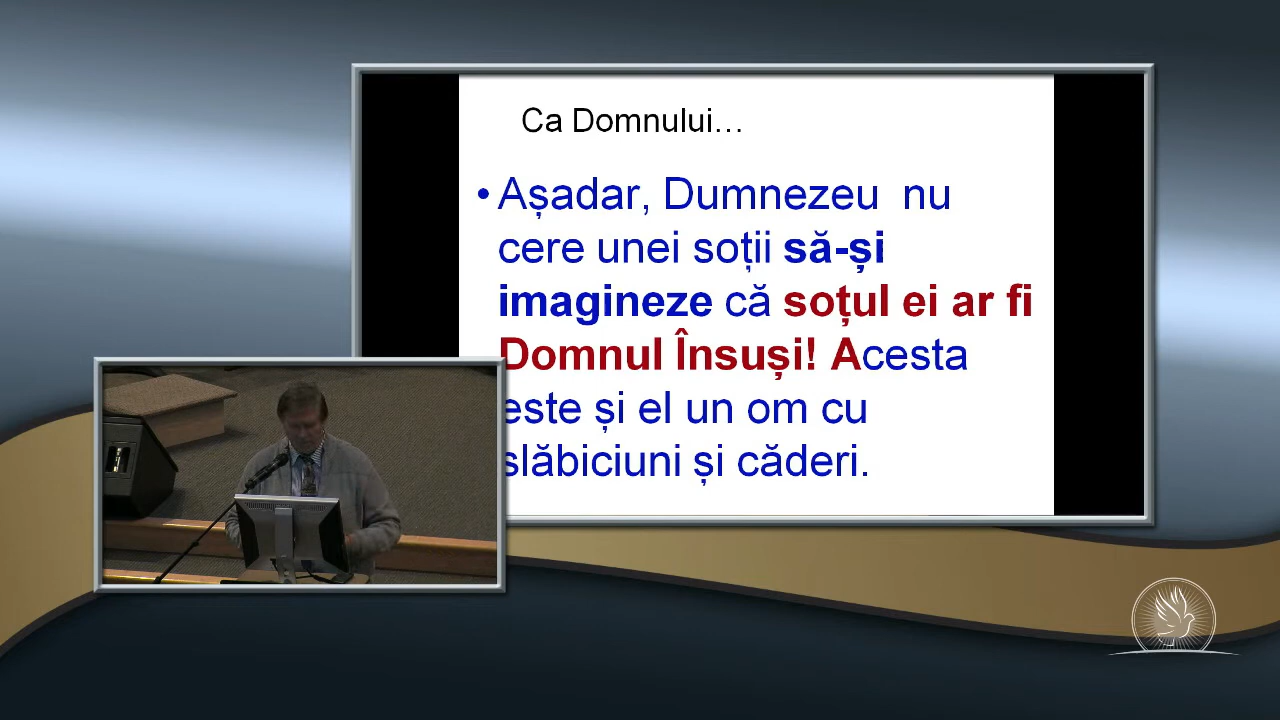 Ca Domnului…
•Așadar, Dumnezeu  nu
cere unei soții să-și
imagineze că soțul ei ar fi
Domnul Însuși! Acesta
este și el un om cu
slăbiciuni și căderi.